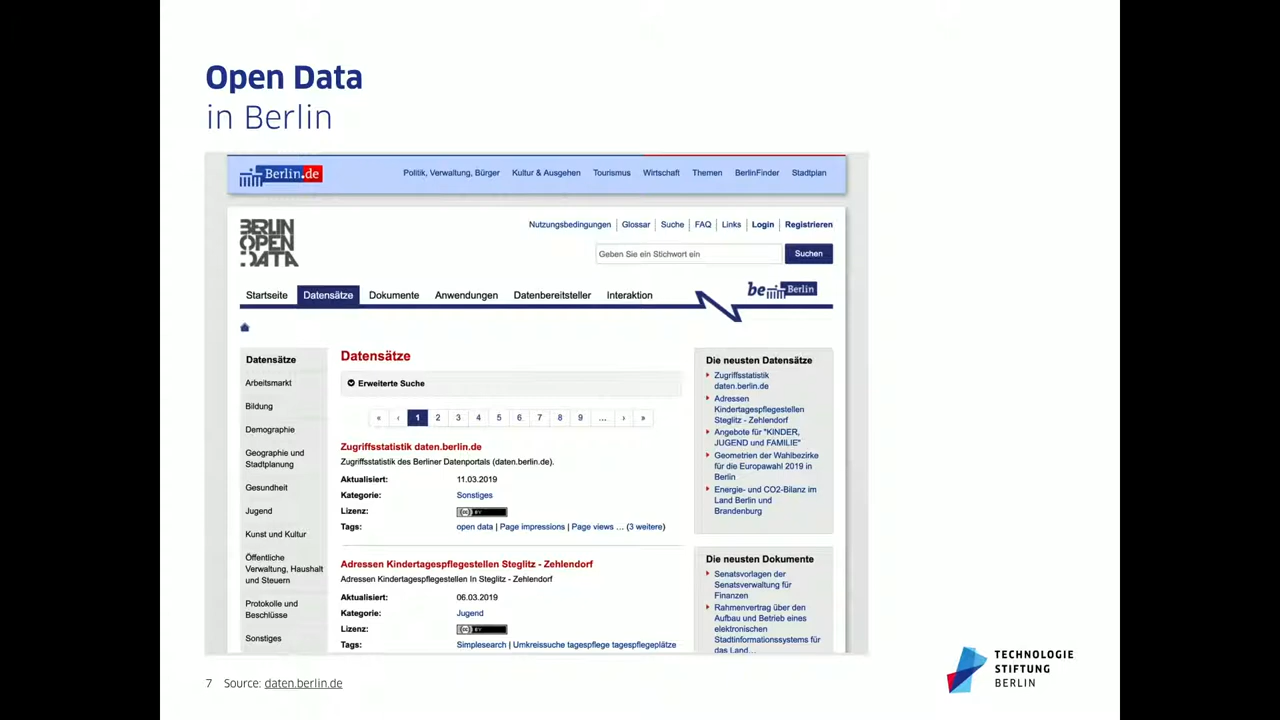 Open Data
in Berlin
Berlin.de
Politik, Verwaltung, Bürger Kultur & Ausgehen Tourismus Wirtschaft Themen BerlinFinder Stadtplan
BERLIN
OPEN
DATA
Nutzungsbedingungen | Glossar | Suche | FAQ | Links | Login | Registrieren
Geben Sie ein Stichwort ein Suchen
Startseite Datensätze Dokumente Anwendungen Datenbereitsteller Interaktion
be Berlin
Datensätze
Arbeitsmarkt
Bildung
Demographie
Geographie und
Stadtplanung
Gesundheit
Jugend
Kunst und Kultur
Öffentliche
Verwaltung, Haushalt
und Steuern
Protokolle und
Beschlüsse
Sonstiges
Datensätze
Erweiterte Suche
« ‹ 1 2 3 4 5 6 7 8 9 ... › »
Zugriffsstatistik daten.berlin.de
Zugriffsstatistik des Berliner Datenportals (daten.berlin.de).
Aktualisiert: 11.03.2019
Kategorie: Sonstiges
Lizenz: cc BY
Tags: open data | Page impressions | Page views ... (3 weitere)
Adressen Kindertagespflegestellen Steglitz - Zehlendorf
Adressen Kindertagespflegestellen In Steglitz - Zehlendorf
Aktualisiert: 06.03.2019
Kategorie: Jugend
Lizenz: cc BY
Tags: Simplesearch | Umkreissuche tagespflege tagespflegeplätze
Die neusten Datensätze
Zugriffsstatistik
daten.berlin.de
Adressen
Kindertagespflegestellen
Steglitz - Zehlendorf
Angebote für "KINDER,
JUGEND und FAMILIE"
Geometrien der Wahlbezirke
für die Europawahl 2019 in
Berlin
Energie- und CO2-Bilanz im
Land Berlin und
Brandenburg
Die neusten Dokumente
Senatsvorlagen der
Senatsverwaltung für
Finanzen
Rahmenvertrag über den
Aufbau und Betrieb eines
elektronischen
Stadtinformationssystems für
das Land...
7 Source: daten.berlin.de
TECHNOLOGIE
STIFTUNG
BERLIN